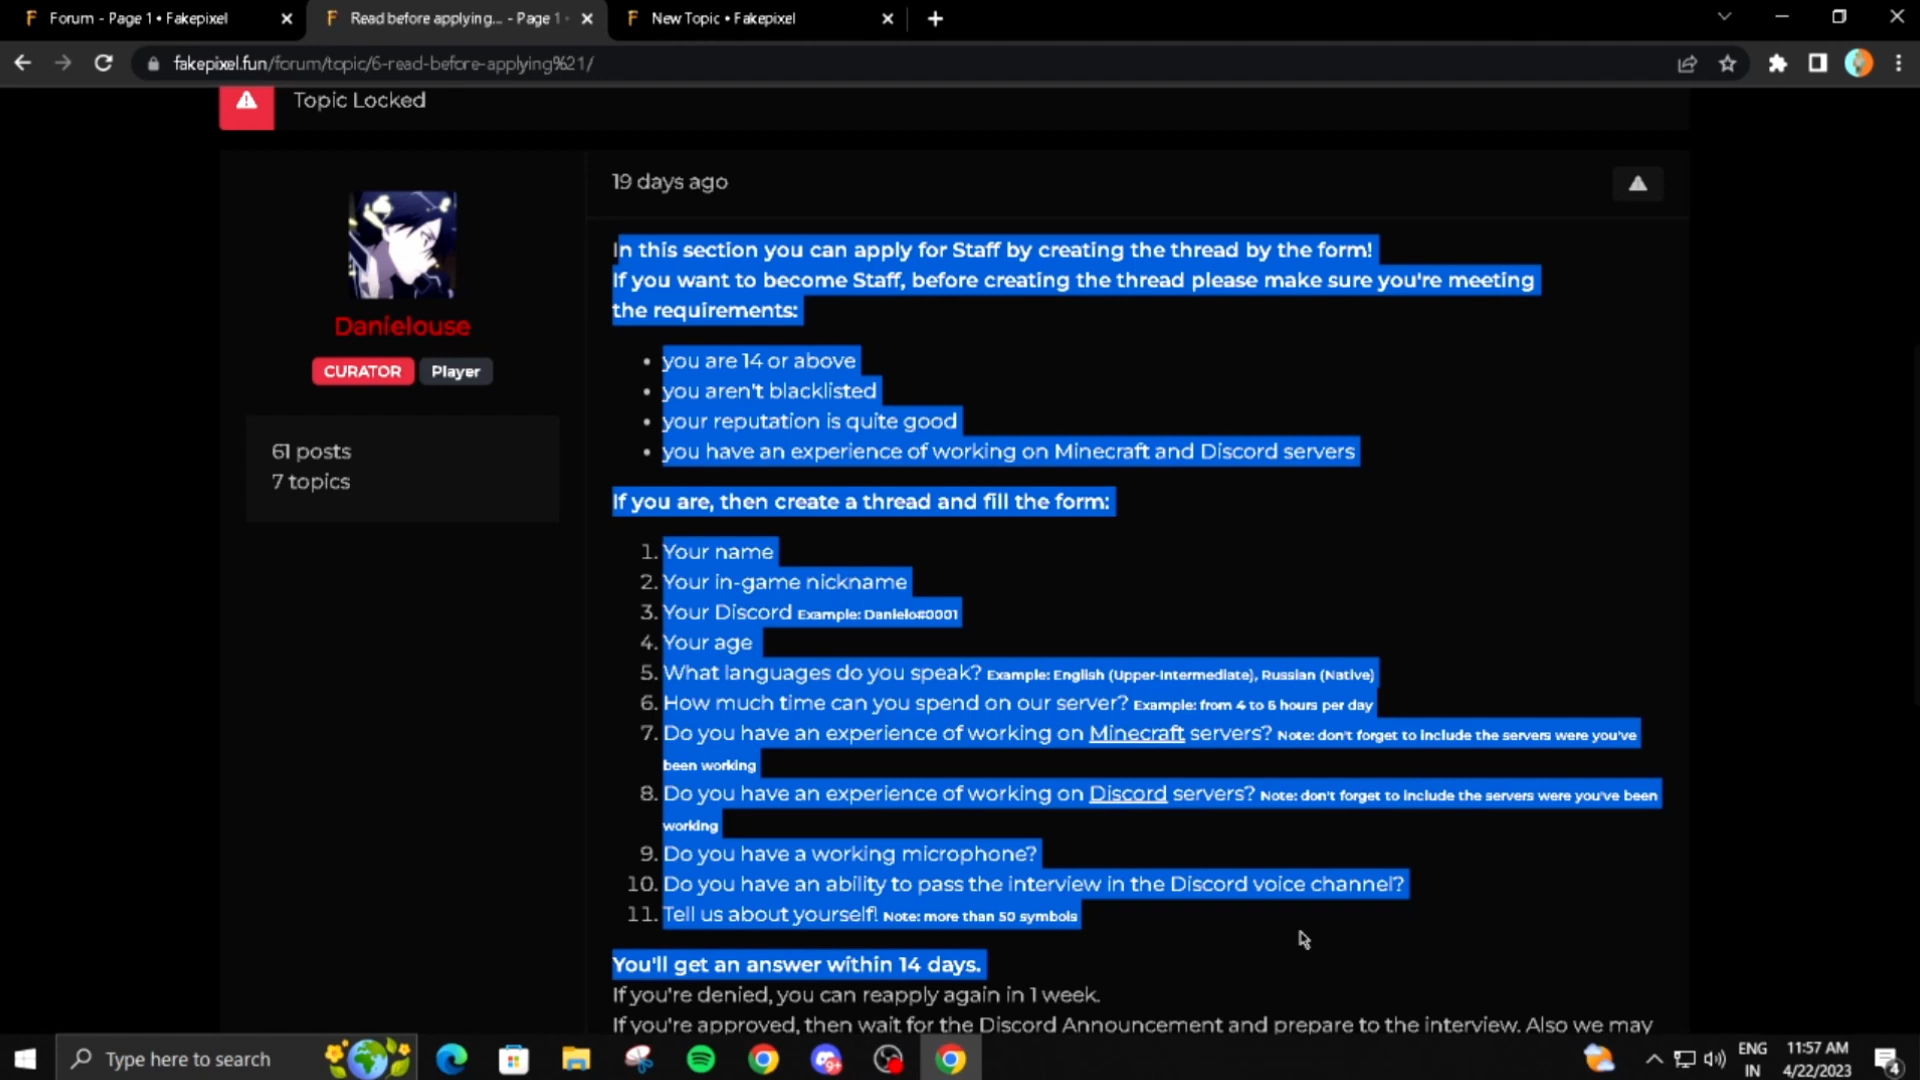 Forum - Page 1 • Fakepixel
Read before applying... - Page 1 •
New Topic • Fakepixel
fakepixel.fun/forum/topic/6-read-before-applying%21/
Topic Locked
Danielouse
CURATOR Player
61 posts
7 topics
19 days ago
In this section you can apply for Staff by creating the thread by the form!
If you want to become Staff, before creating the thread please make sure you're meeting
the requirements:
• you are 14 or above
• you aren't blacklisted
• your reputation is quite good
• you have an experience of working on Minecraft and Discord servers
If you are, then create a thread and fill the form:
1. Your name
2. Your in-game nickname
3. Your Discord Example: Danielo#0001
4. Your age
5. What languages do you speak? Example: English (Upper-Intermediate), Russian (Native)
6. How much time can you spend on our server? Example: from 4 to 6 hours per day
7. Do you have an experience of working on Minecraft servers? Note: don't forget to include the servers were you've
been working
8. Do you have an experience of working on Discord servers? Note: don't forget to include the servers were you've been
working
9. Do you have a working microphone?
10. Do you have an ability to pass the interview in the Discord voice channel?
11. Tell us about yourself! Note: more than 50 symbols
You'll get an answer within 14 days.
If you're denied, you can reapply again in 1 week.
If you're approved, then wait for the Discord Announcement and prepare to the interview. Also we may
Type here to search
9+
ENG
IN
11:57 AM
4/22/2023
4